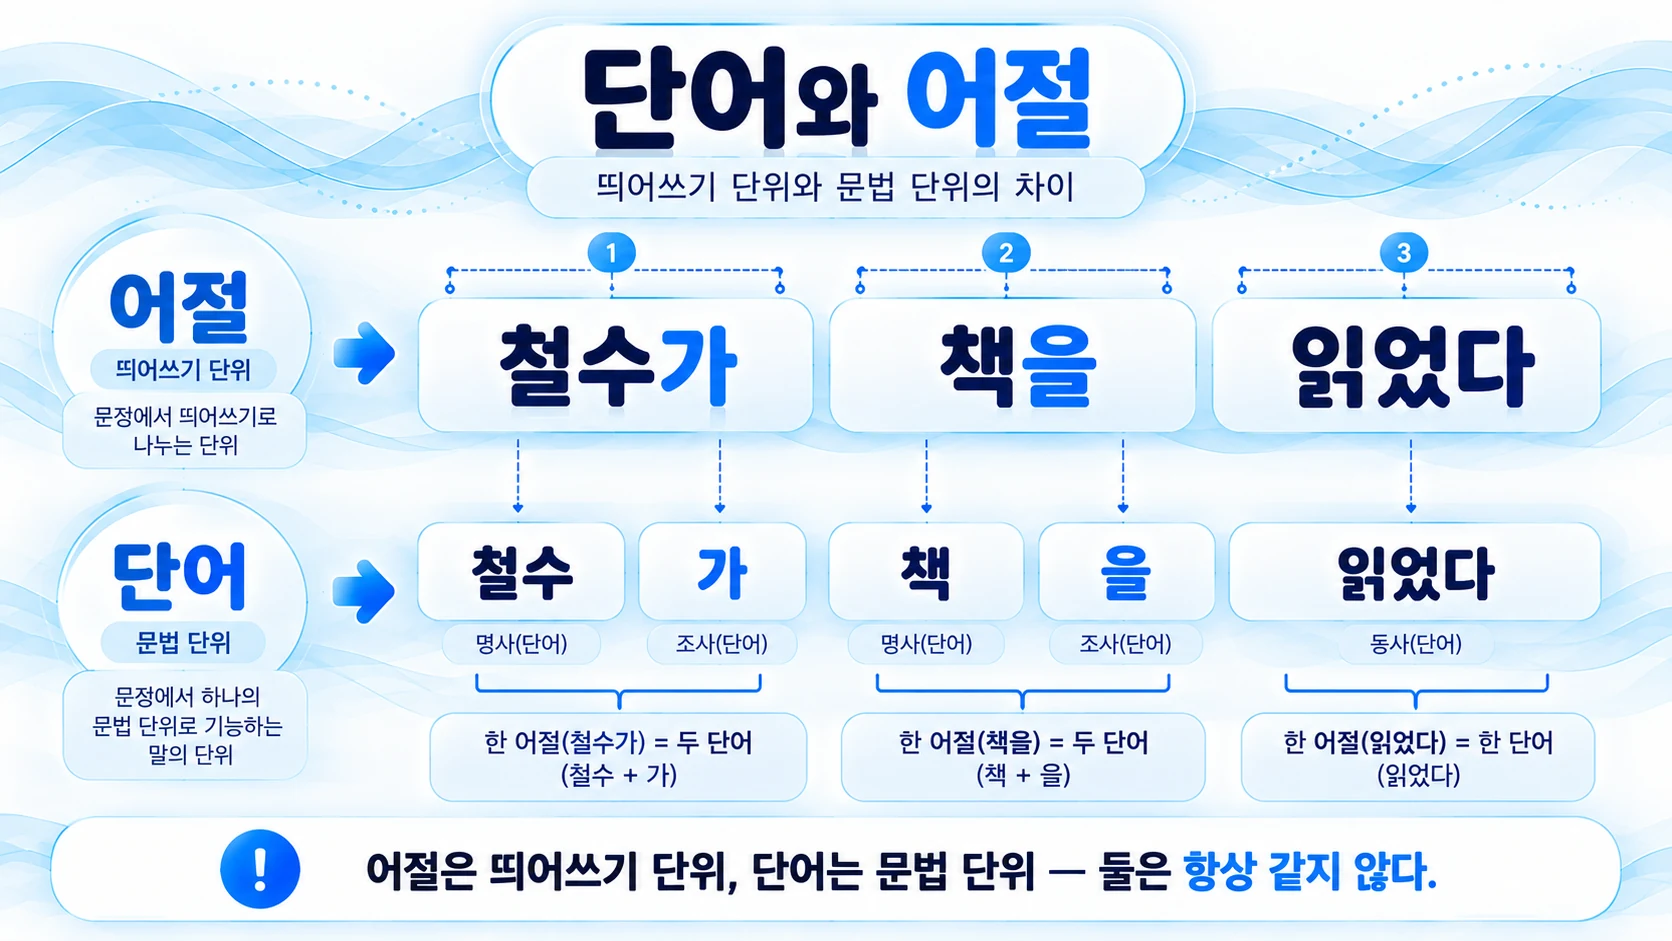 단어와 어절
띄어쓰기 단위와 문법 단위의 차이
어절
띄어쓰기 단위
문장에서 띄어쓰기로
나누는 단위
1
2
3
철수가
책을
읽었다
단어
문법 단위
문장에서 하나의
문법 단위로 기능하는
말의 단위
철수
가
책
을
읽었다
명사(단어)
조사(단어)
명사(단어)
조사(단어)
동사(단어)
한 어절(철수가) = 두 단어
(철수 + 가)
한 어절(책을) = 두 단어
(책 + 을)
한 어절(읽었다) = 한 단어
(읽었다)
! 어절은 띄어쓰기 단위, 단어는 문법 단위 — 둘은 항상 같지 않다.